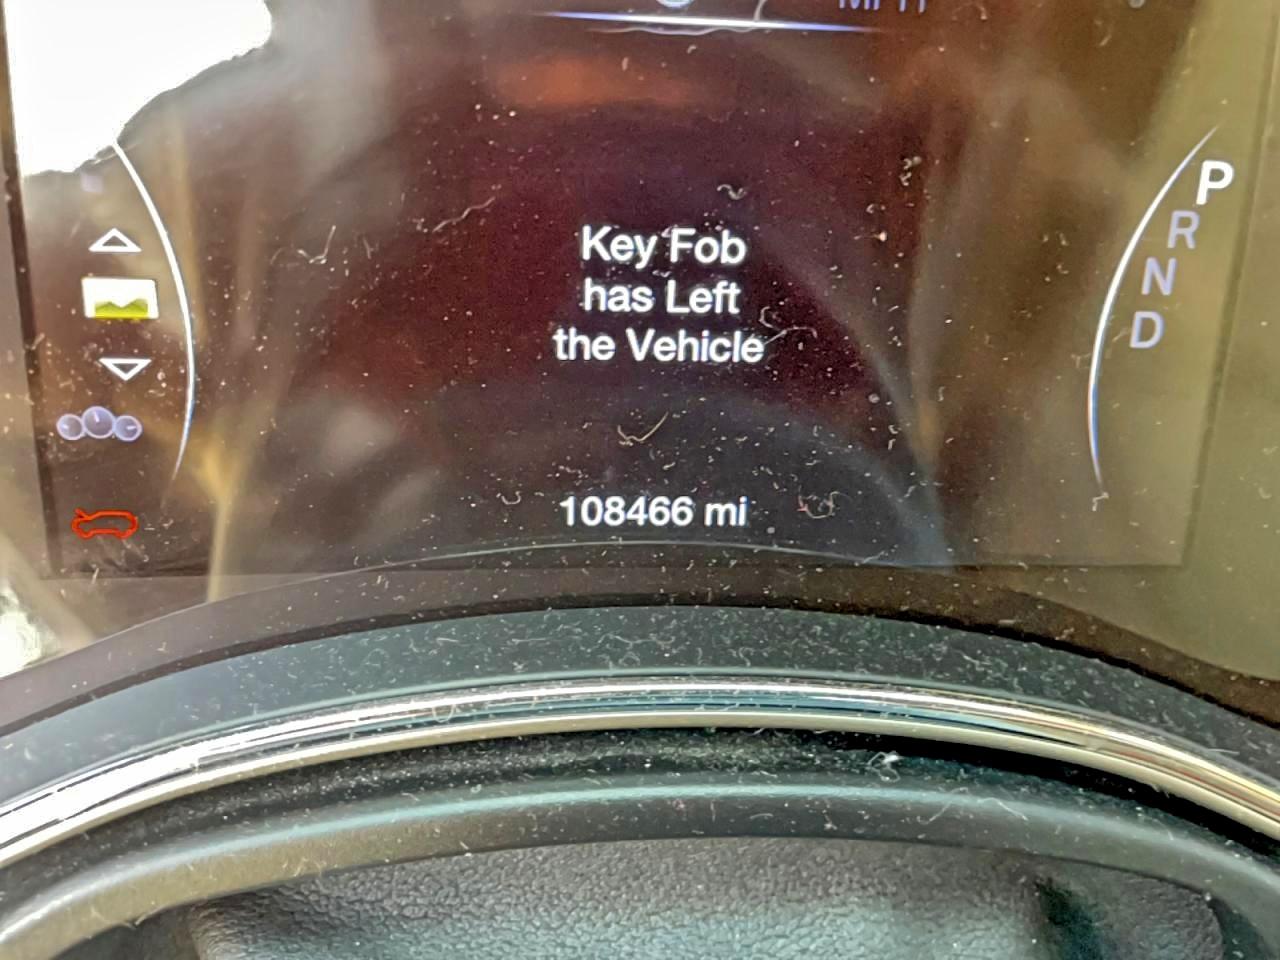 Key Fob
has Left
the Vehicle
P
R
N
D
108466 mi